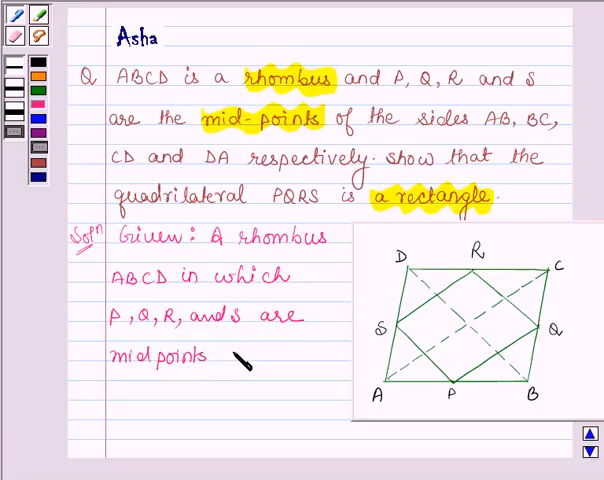 Asha
Q ABCD is a rhombus and P, Q, R and S
are the mid-points of the sides AB, BC,
CD and DA respectively. show that the
quadrilateral PQRS is a rectangle.
Soln Given: A rhombus
ABCD in which
P, Q, R, and S are
midpoints
D R C
S Q
A P B